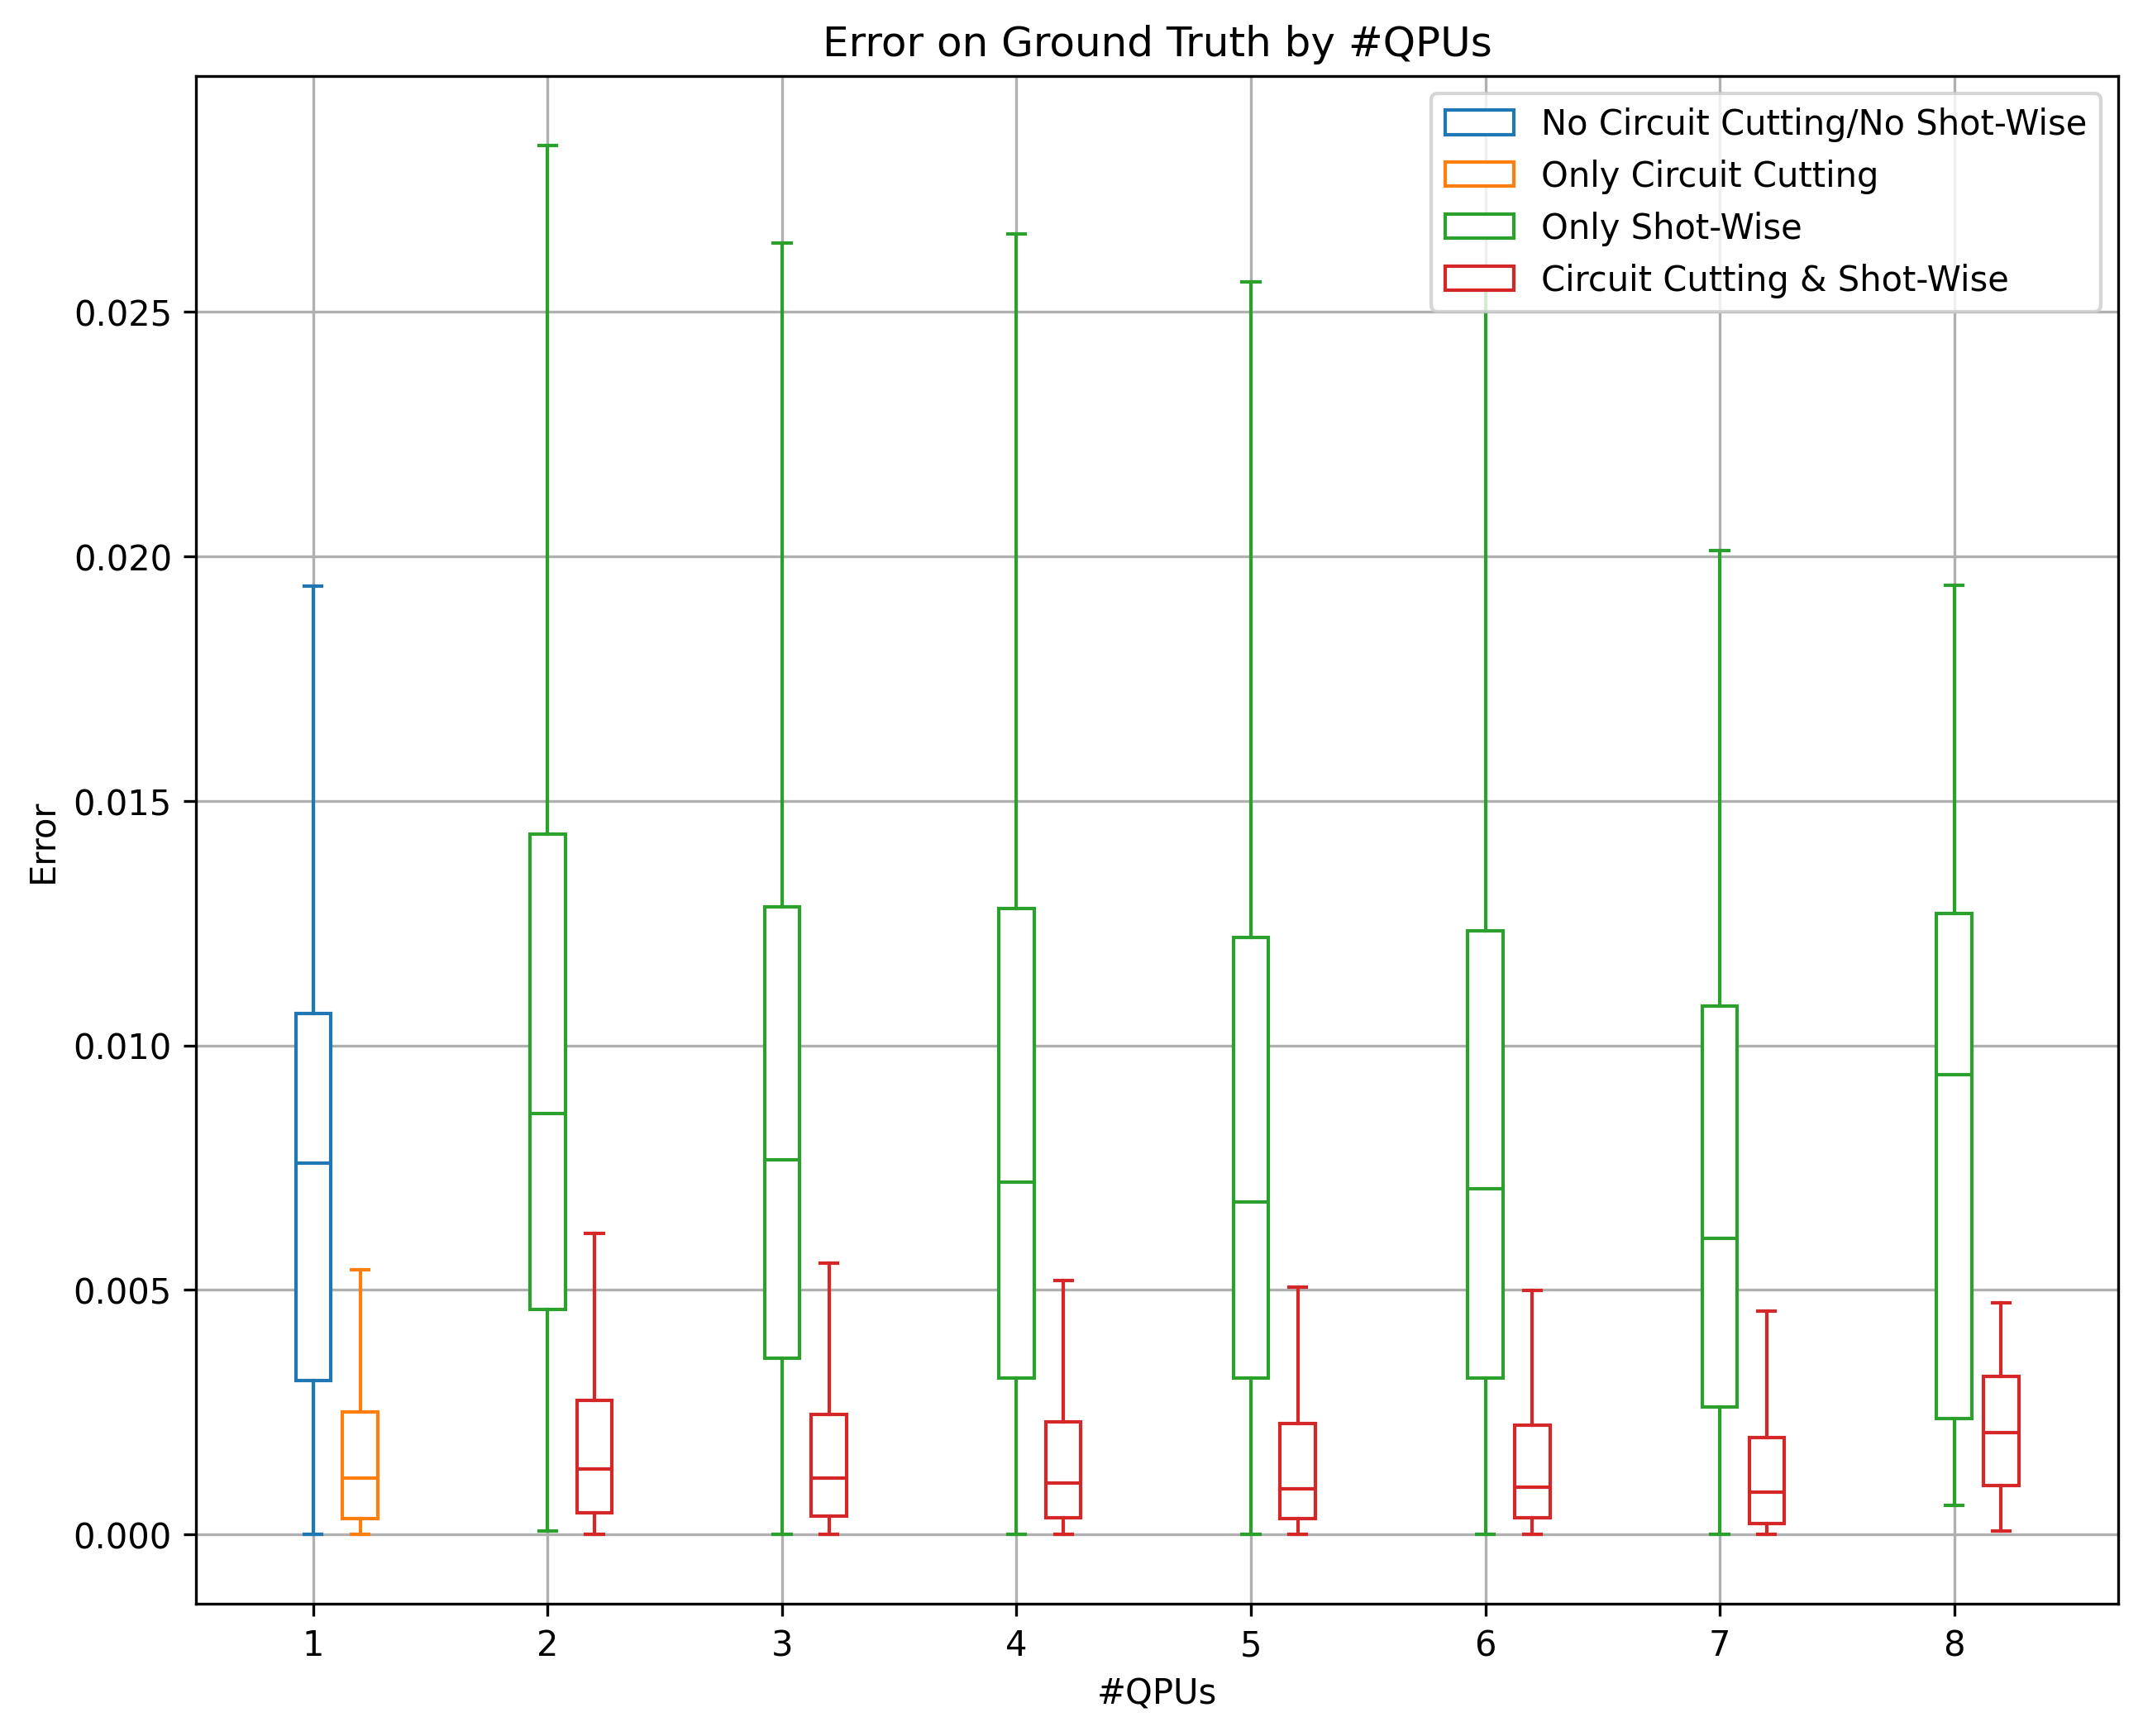 Error on Ground Truth by #QPUs
No Circuit Cutting/No Shot-Wise
Only Circuit Cutting
Only Shot-Wise
Circuit Cutting & Shot-Wise
0.025
0.020
0.015
0.010
0.005
0.000
Error
1 2 3 4 5 6 7 8
#QPUs